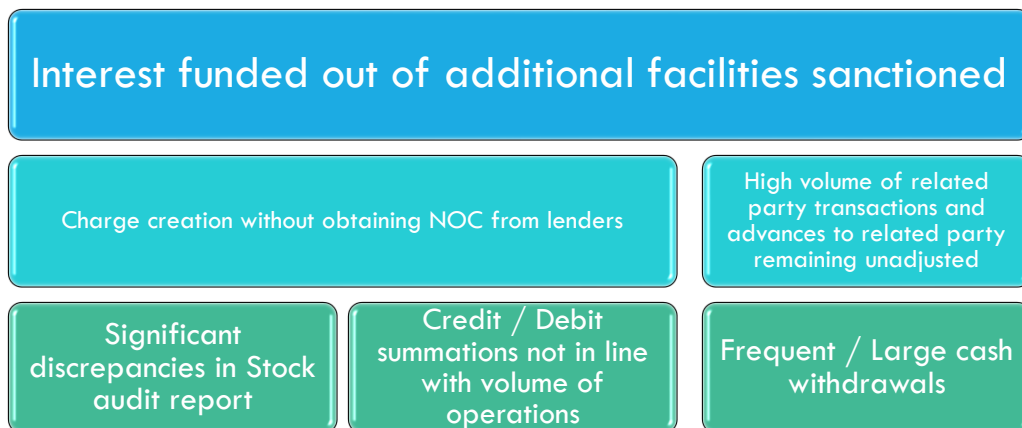 Interest funded out of additional facilities sanctioned
Charge creation without obtaining NOC from lenders
High volume of related
party transactions and
advances to related party
remaining unadjusted
Significant
discrepancies in Stock
audit report
Credit / Debit
summations not in line
with volume of
operations
Frequent / Large cash
withdrawals